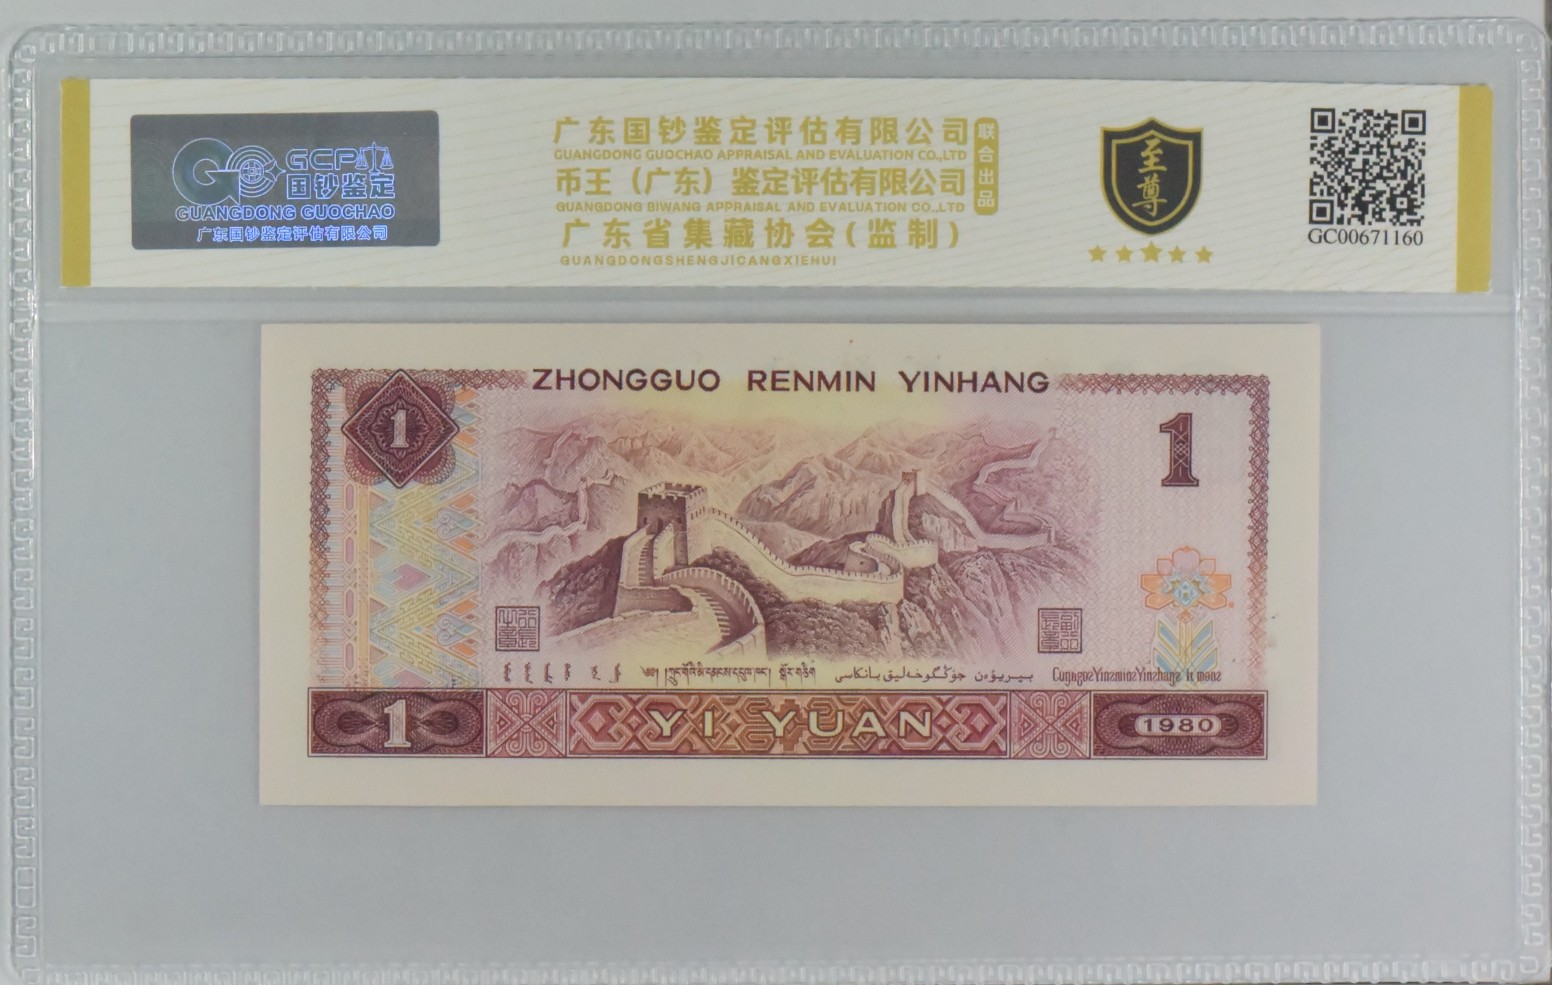 GCP
国钞鉴定
GUANGDONG GUOCHAO
广东国钞鉴定评估有限公司
广东国钞鉴定评估有限公司
GUANGDONG GUOCHAO APPRAISAL AND EVALUATION CO.,LTD
币王（广东）鉴定评估有限公司
GUANGDONG BIWANG APPRAISAL AND EVALUATION CO.,LTD
联合出品
广东省集藏协会(监制)
GUANGDONGSHENGJICANGXIEHUI
至尊
GC00671160
ZHONGGUO RENMIN YINHANG
1
1
1
YI YUAN
1980